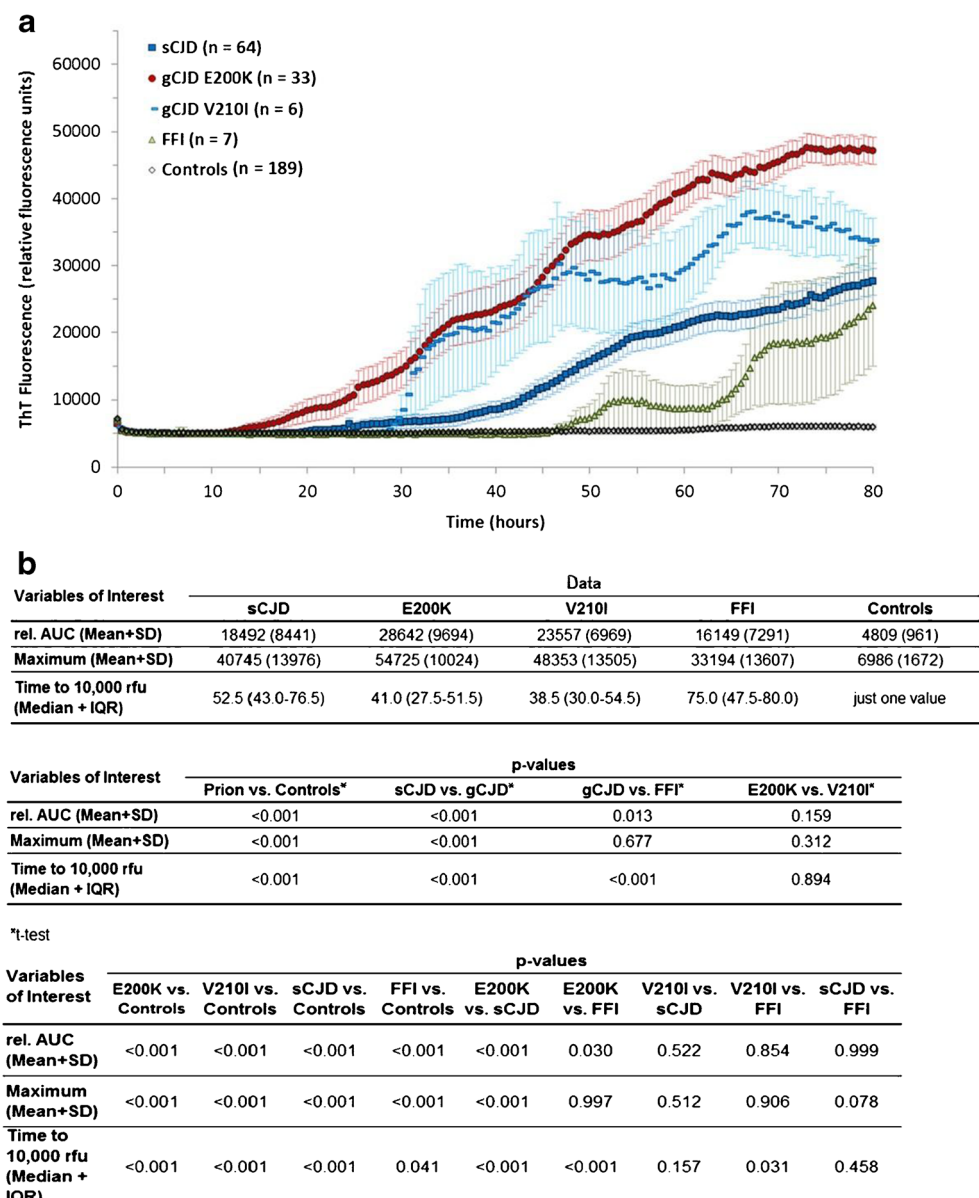 a
ThT Fluorescence (relative fluorescence units)
60000
50000
40000
30000
20000
10000
0
sCJD (n = 64)
gCJD E200K (n = 33)
gCJD V210I (n = 6)
FFI (n = 7)
Controls (n = 189)
0 10 20 30 40 50 60 70 80
Time (hours)
b
Variables of Interest
Data
sCJD E200K V210I FFI Controls
rel. AUC (Mean+SD) 18492 (8441) 28642 (9694) 23557 (6969) 16149 (7291) 4809 (961)
Maximum (Mean+SD) 40745 (13976) 54725 (10024) 48353 (13505) 33194 (13607) 6986 (1672)
Time to 10,000 rfu
(Median + IQR) 52.5 (43.0-76.5) 41.0 (27.5-51.5) 38.5 (30.0-54.5) 75.0 (47.5-80.0) just one value
Variables of Interest
p-values
Prion vs. Controls* sCJD vs. gCJD* gCJD vs. FFI* E200K vs. V210I*
rel. AUC (Mean+SD) <0.001 <0.001 0.013 0.159
Maximum (Mean+SD) <0.001 <0.001 0.677 0.312
Time to 10,000 rfu
(Median + IQR) <0.001 <0.001 <0.001 0.894
*t-test
p-values
Variables
of Interest
E200K vs. V210I vs. sCJD vs. FFI vs. E200K E200K V210I vs. V210I vs. sCJD vs.
Controls Controls Controls Controls vs. sCJD vs. FFI sCJD FFI FFI
rel. AUC
(Mean+SD) <0.001 <0.001 <0.001 <0.001 <0.001 0.030 0.522 0.854 0.999
Maximum
(Mean+SD) <0.001 <0.001 <0.001 <0.001 <0.001 0.997 0.512 0.906 0.078
Time to
10,000 rfu
(Median + <0.001 <0.001 <0.001 0.041 <0.001 <0.001 0.157 0.031 0.458
IQR)